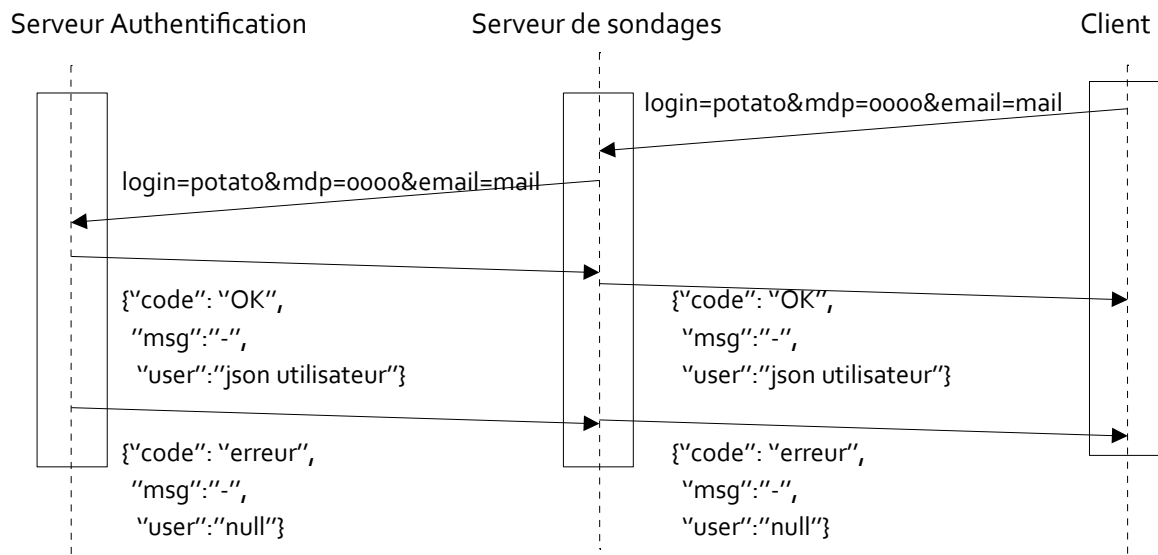 Serveur Authentification
Serveur de sondages
Client
login=potato&mdp=oooo&email=mail
login=potato&mdp=oooo&email=mail
{“code”: “OK”,
“msg”:”-”,
“user”:”json utilisateur”}
{“code”: “OK”,
“msg”:”-”,
“user”:”json utilisateur”}
{“code”: “erreur”,
“msg”:”-”,
“user”:”null”}
{“code”: “erreur”,
“msg”:”-”,
“user”:”null”}